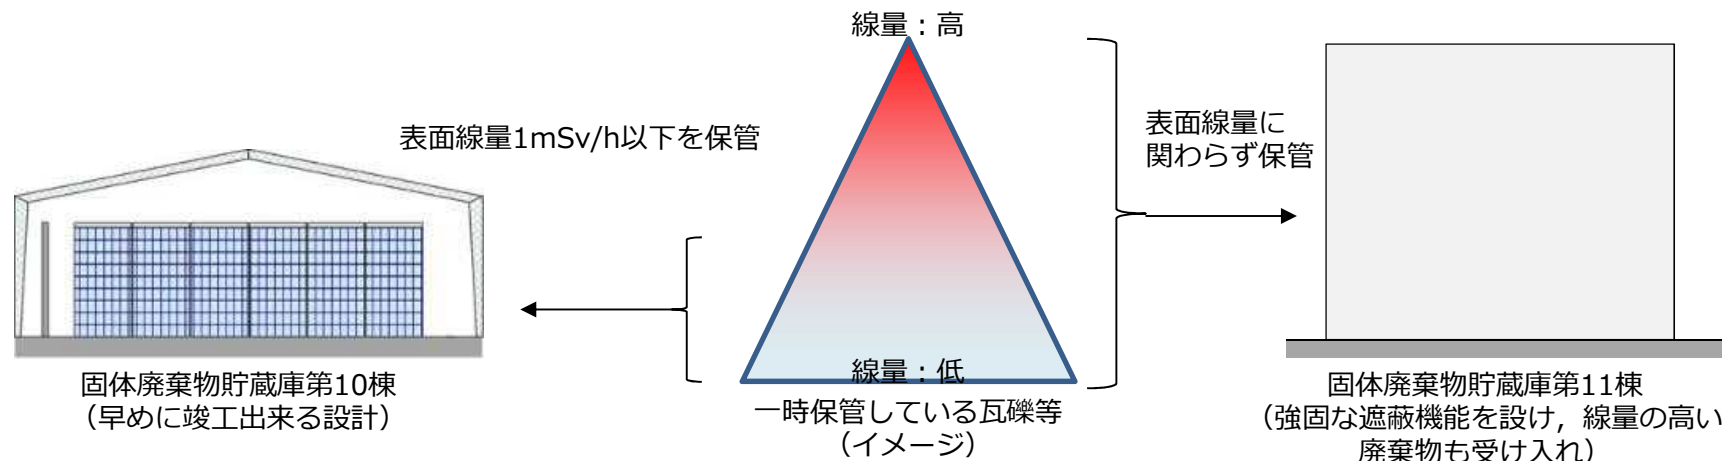 線量：高
表面線量1mSv/h以下を保管
表面線量に
関わらず保管
線量：低
固体廃棄物貯蔵庫第10棟
（早めに竣工出来る設計）
一時保管している瓦礫等
（イメージ）
固体廃棄物貯蔵庫第11棟
（強固な遮蔽機能を設け，線量の高い
廃棄物も受け入れ）